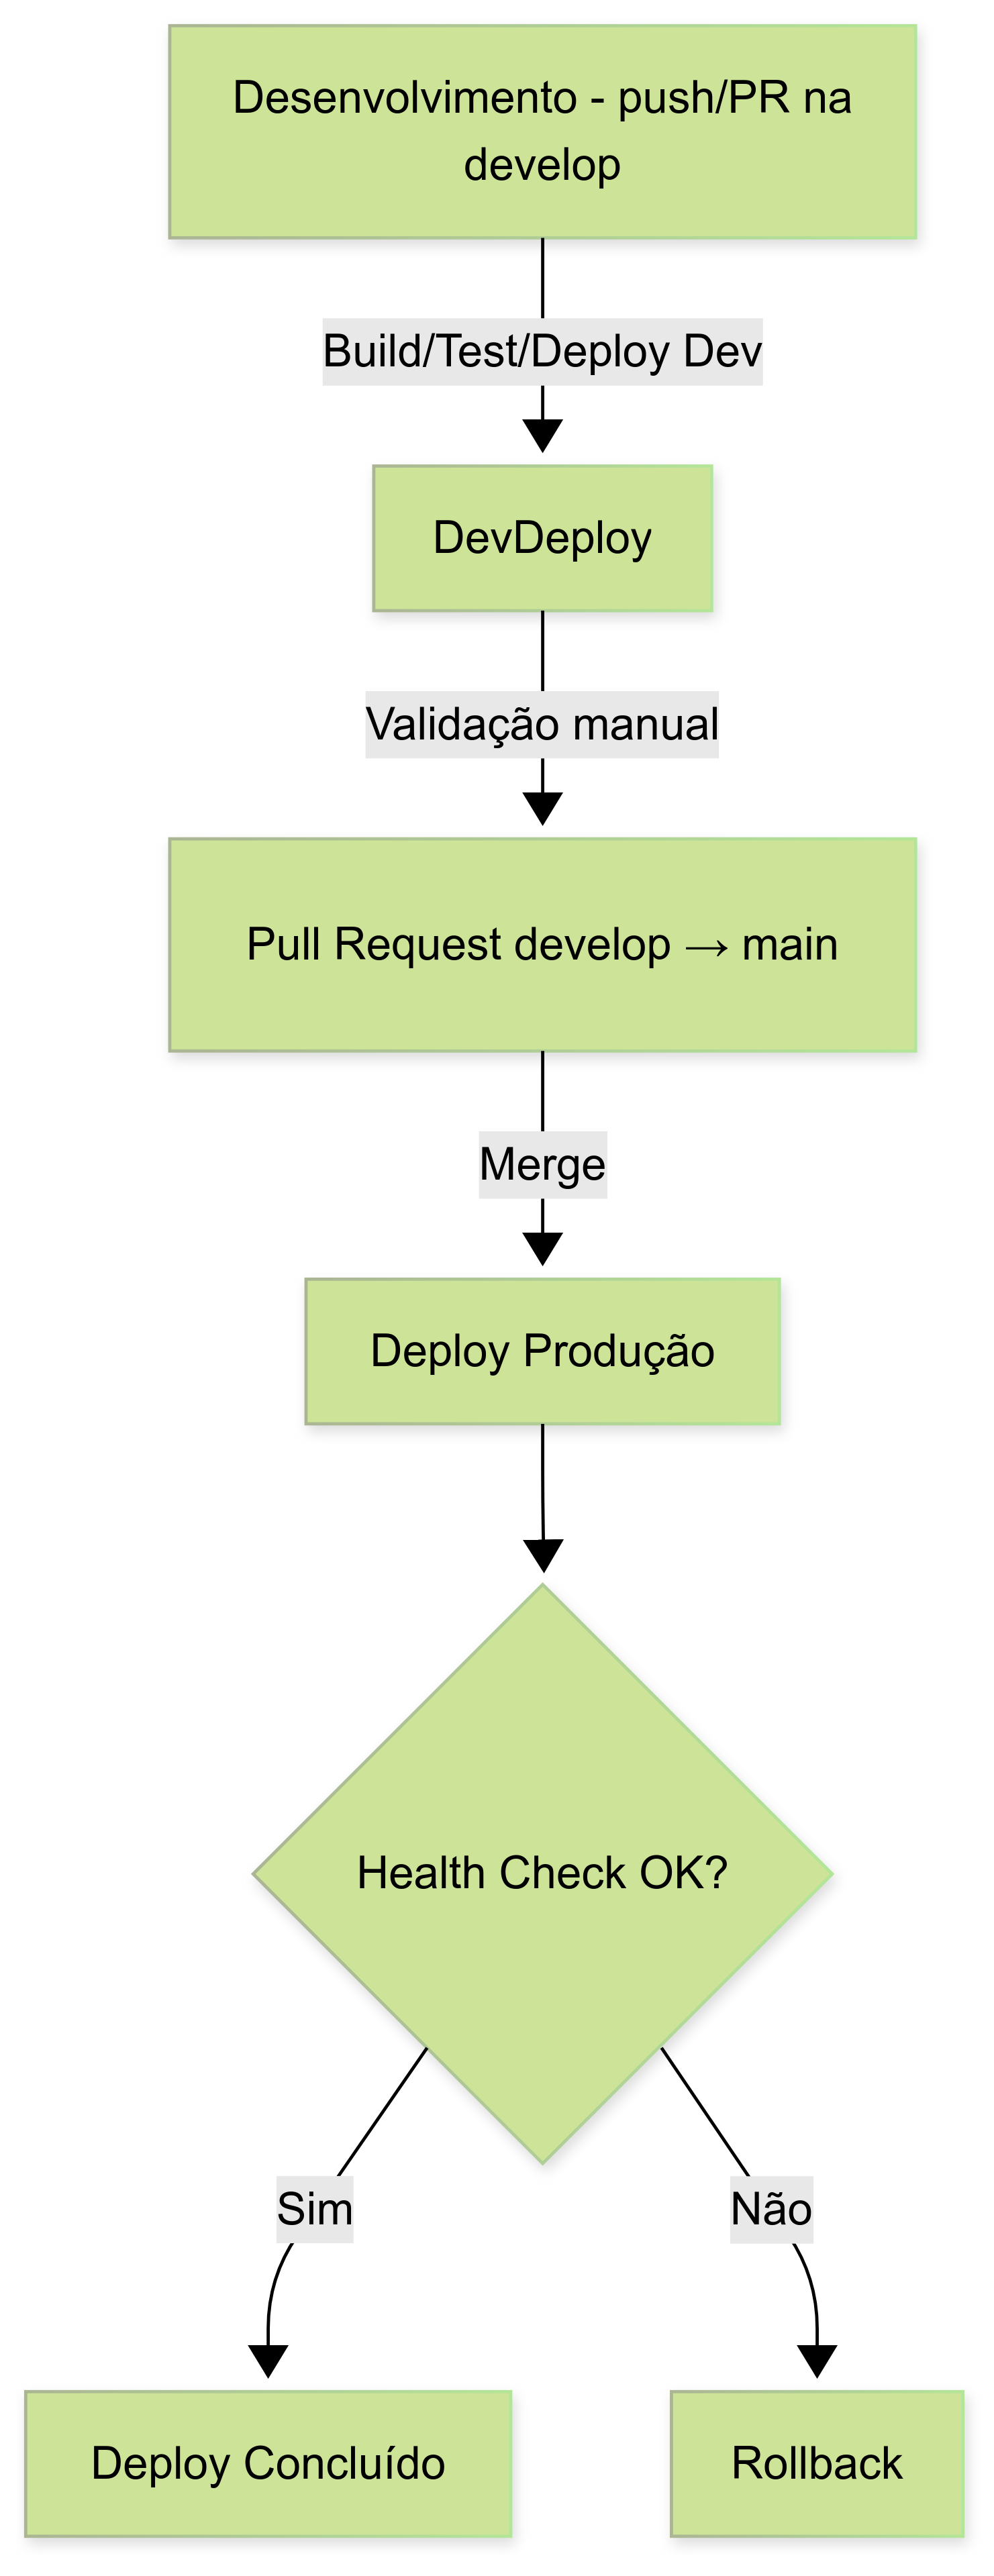 Desenvolvimento - push/PR na
develop
Build/Test/Deploy Dev
DevDeploy
Validação manual
Pull Request develop → main
Merge
Deploy Produção
Health Check OK?
Sim
Não
Deploy Concluído
Rollback